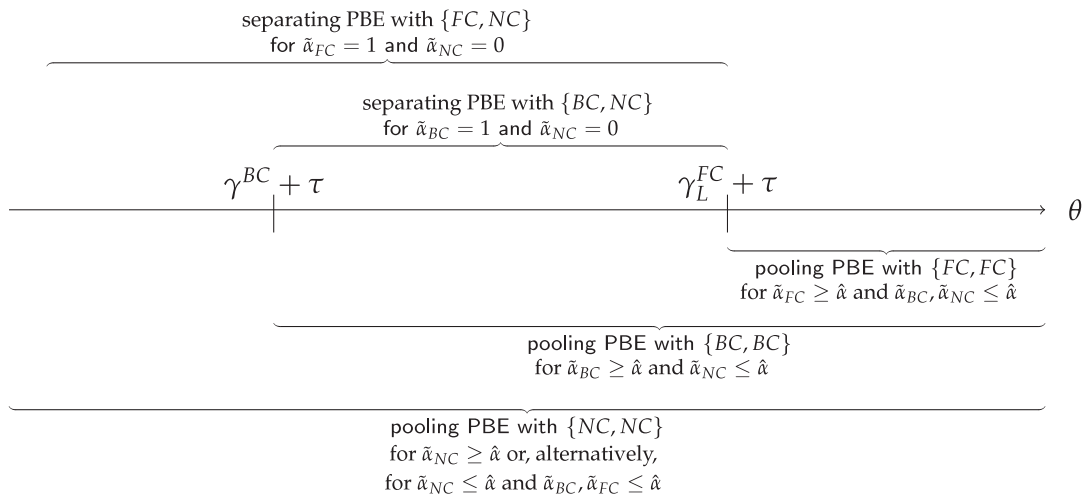 separating PBE with {FC, NC}
for α̃_FC = 1 and α̃_NC = 0
separating PBE with {BC, NC}
for α̃_BC = 1 and α̃_NC = 0
γ^BC + τ
γ_L^FC + τ
θ
pooling PBE with {FC, FC}
for α̃_FC ≥ α̂ and α̃_BC, α̃_NC ≤ α̂
pooling PBE with {BC, BC}
for α̃_BC ≥ α̂ and α̃_NC ≤ α̂
pooling PBE with {NC, NC}
for α̃_NC ≥ α̂ or, alternatively,
for α̃_NC ≤ α̂ and α̃_BC, α̃_FC ≤ α̂